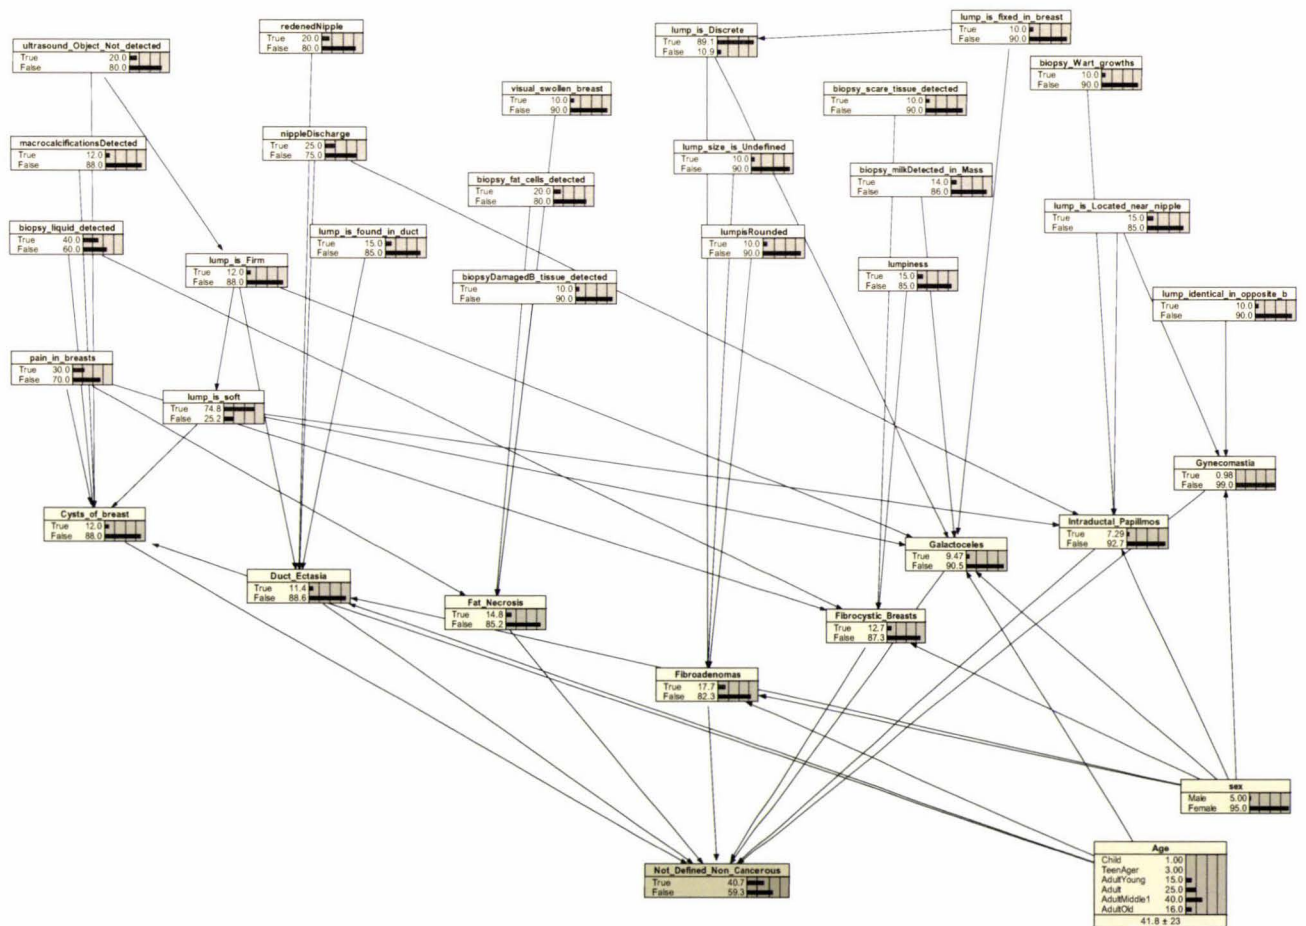 redenedNipple
True 20.0
False 80.0
lump_is_Discrete
True 89.1
False 10.9
lump_is_fixed_in_breast
True 10.0
False 90.0
ultrasound_Object_Not_detected
True 20.0
False 80.0
biopsy_Wart_growths
True 10.0
False 90.0
visual_swollen_breast
True 10.0
False 90.0
biopsy_scare_tissue_detected
True 10.0
False 90.0
macrocalcificationsDetected
True 12.0
False 88.0
nippleDischarge
True 25.0
False 75.0
lump_size_is_Undefined
True 10.0
False 90.0
biopsy_milkDetected_in_Mass
True 14.0
False 86.0
biopsy_fat_cells_detected
True 20.0
False 80.0
lump_is_Located_near_nipple
True 15.0
False 85.0
biopsy_liquid_detected
True 40.0
False 60.0
lump_is_found_in_duct
True 15.0
False 85.0
lumpisRounded
True 10.0
False 90.0
lump_is_Firm
True 12.0
False 88.0
biopsyDamagedB_tissue_detected
True 10.0
False 90.0
lumpiness
True 15.0
False 85.0
lump_identical_in_opposite_b
True 10.0
False 90.0
pain_in_breasts
True 30.0
False 70.0
lump_is_soft
True 74.8
False 25.2
Gynecomastia
True 0.98
False 99.0
Cysts_of_breast
True 12.0
False 88.0
Intraductal_Papillmos
True 7.29
False 92.7
Galactoceles
True 9.47
False 90.5
Duct_Ectasia
True 11.4
False 88.6
Fat_Necrosis
True 14.8
False 85.2
Fibrocystic_Breasts
True 12.7
False 87.3
Fibroadenomas
True 17.7
False 82.3
sex
Male 5.00
Female 95.0
Not_Defined_Non_Cancerous
True 40.7
False 59.3
Age
Child 1.00
TeenAger 3.00
AdultYoung 15.0
Adult 25.0
AdultMiddle1 40.0
AdultOld 16.0
41.8 ± 23